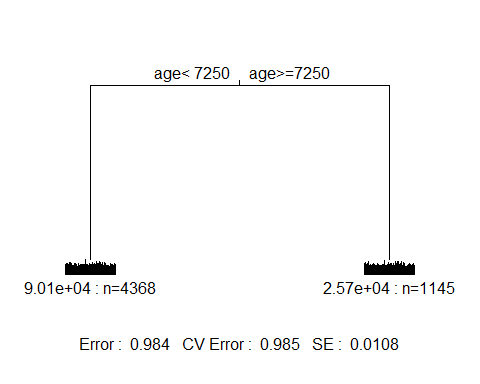 age< 7250 age>=7250
9.01e+04 : n=4368 2.57e+04 : n=1145
Error : 0.984 CV Error : 0.985 SE : 0.0108